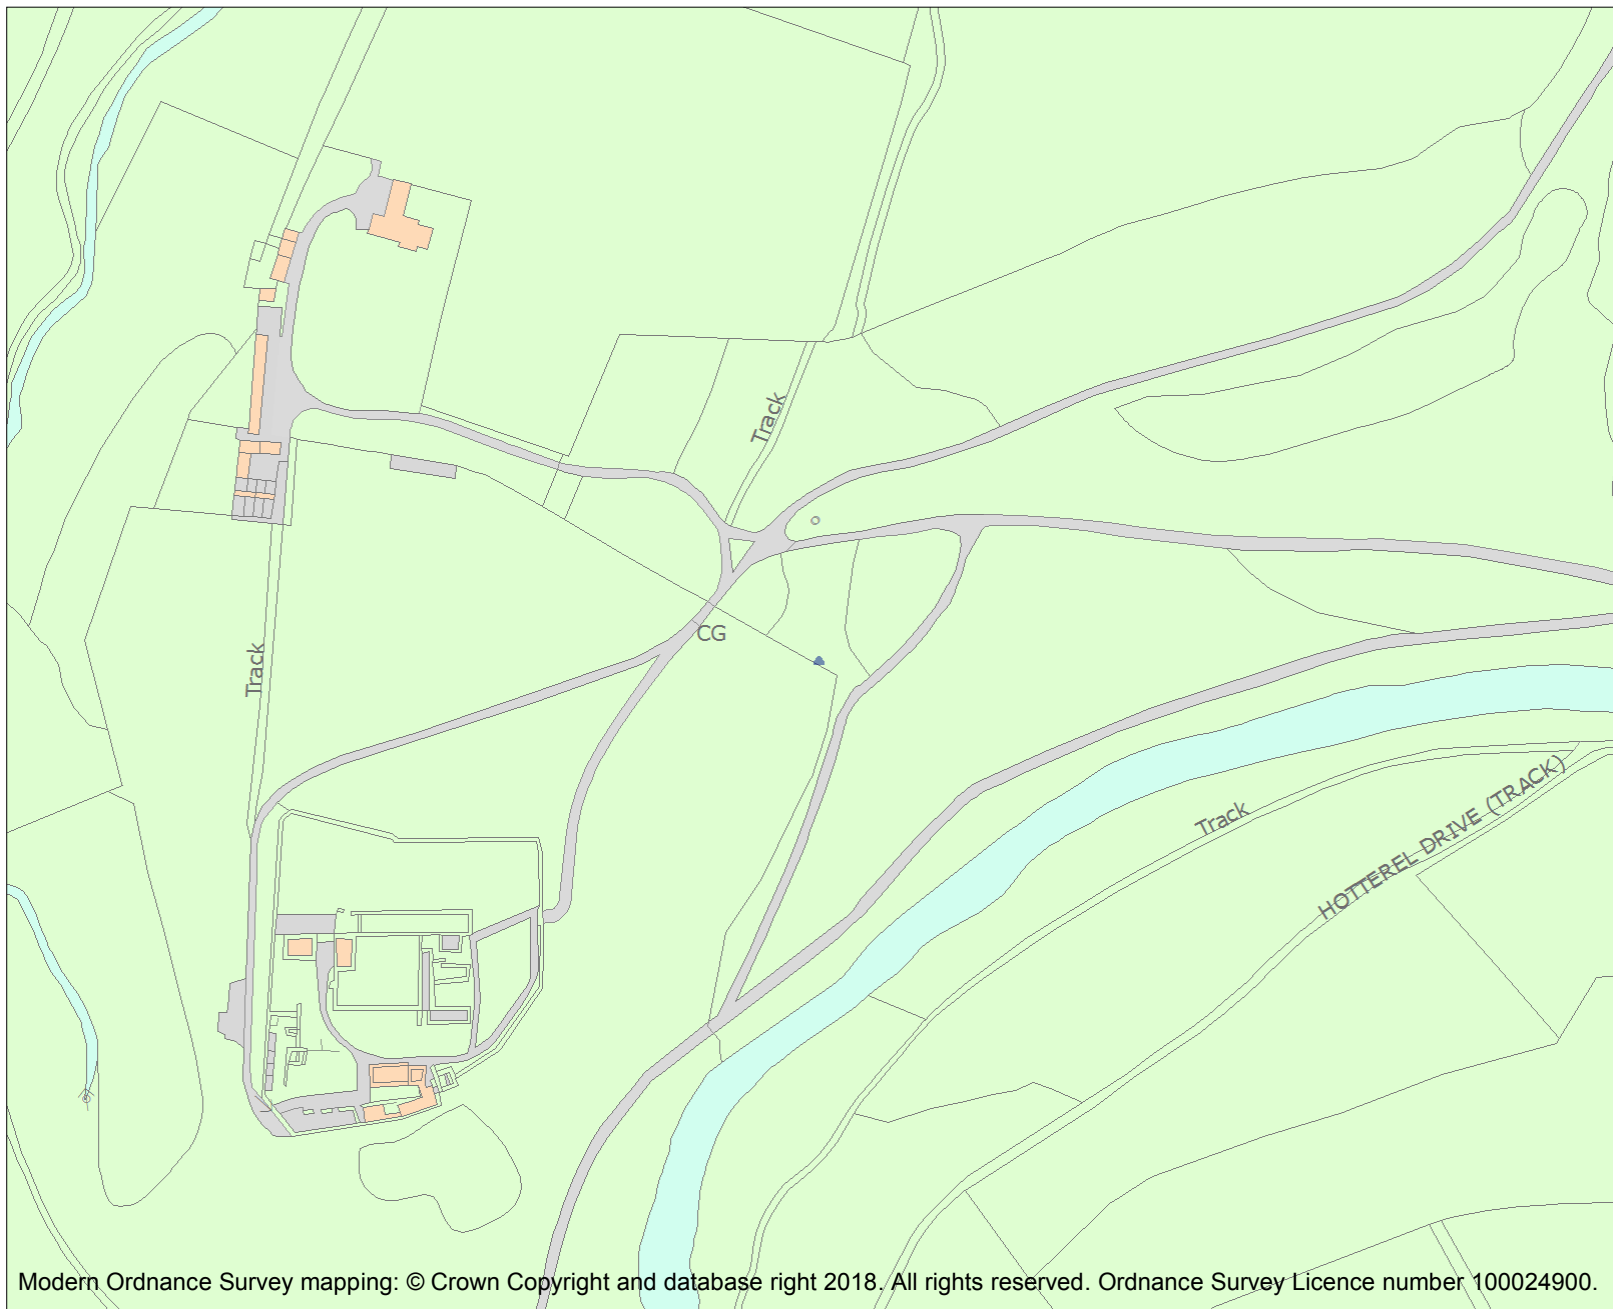 Track
CG
Track
Track
HOTTEREL DRIVE (TRACK)
Modern Ordnance Survey mapping: © Crown Copyright and database right 2018. All rights reserved. Ordnance Survey Licence number 100024900.